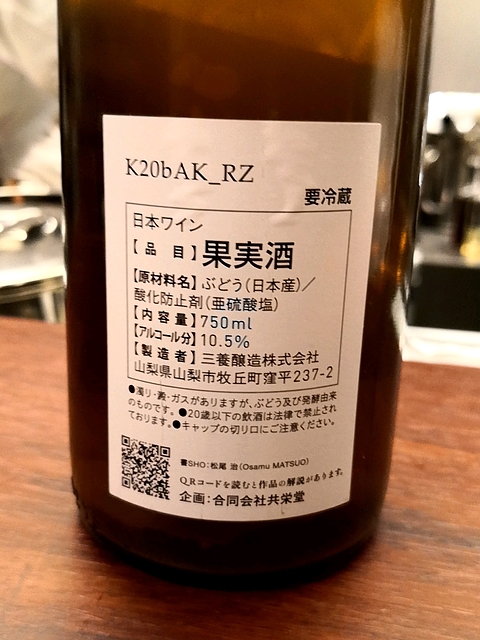 K20bAK_RZ
要冷蔵
日本ワイン
【品目】果実酒
【原材料名】ぶどう(日本産)/
酸化防止剤(亜硫酸塩)
【内容量】750ml
【アルコール分】10.5%
【製造者】三養醸造株式会社
山梨県山梨市牧丘町窪平237-2
●濁り・澱・ガスがありますが、ぶどう及び発酵由来
のものです。●20歳以下の飲酒は法律で禁止され
ております。●キャップの切り口にご注意ください。
書SHO:松尾 治(Osamu MATSUO)
QRコードを読むと作品の解説があります。
企画:合同会社共栄堂